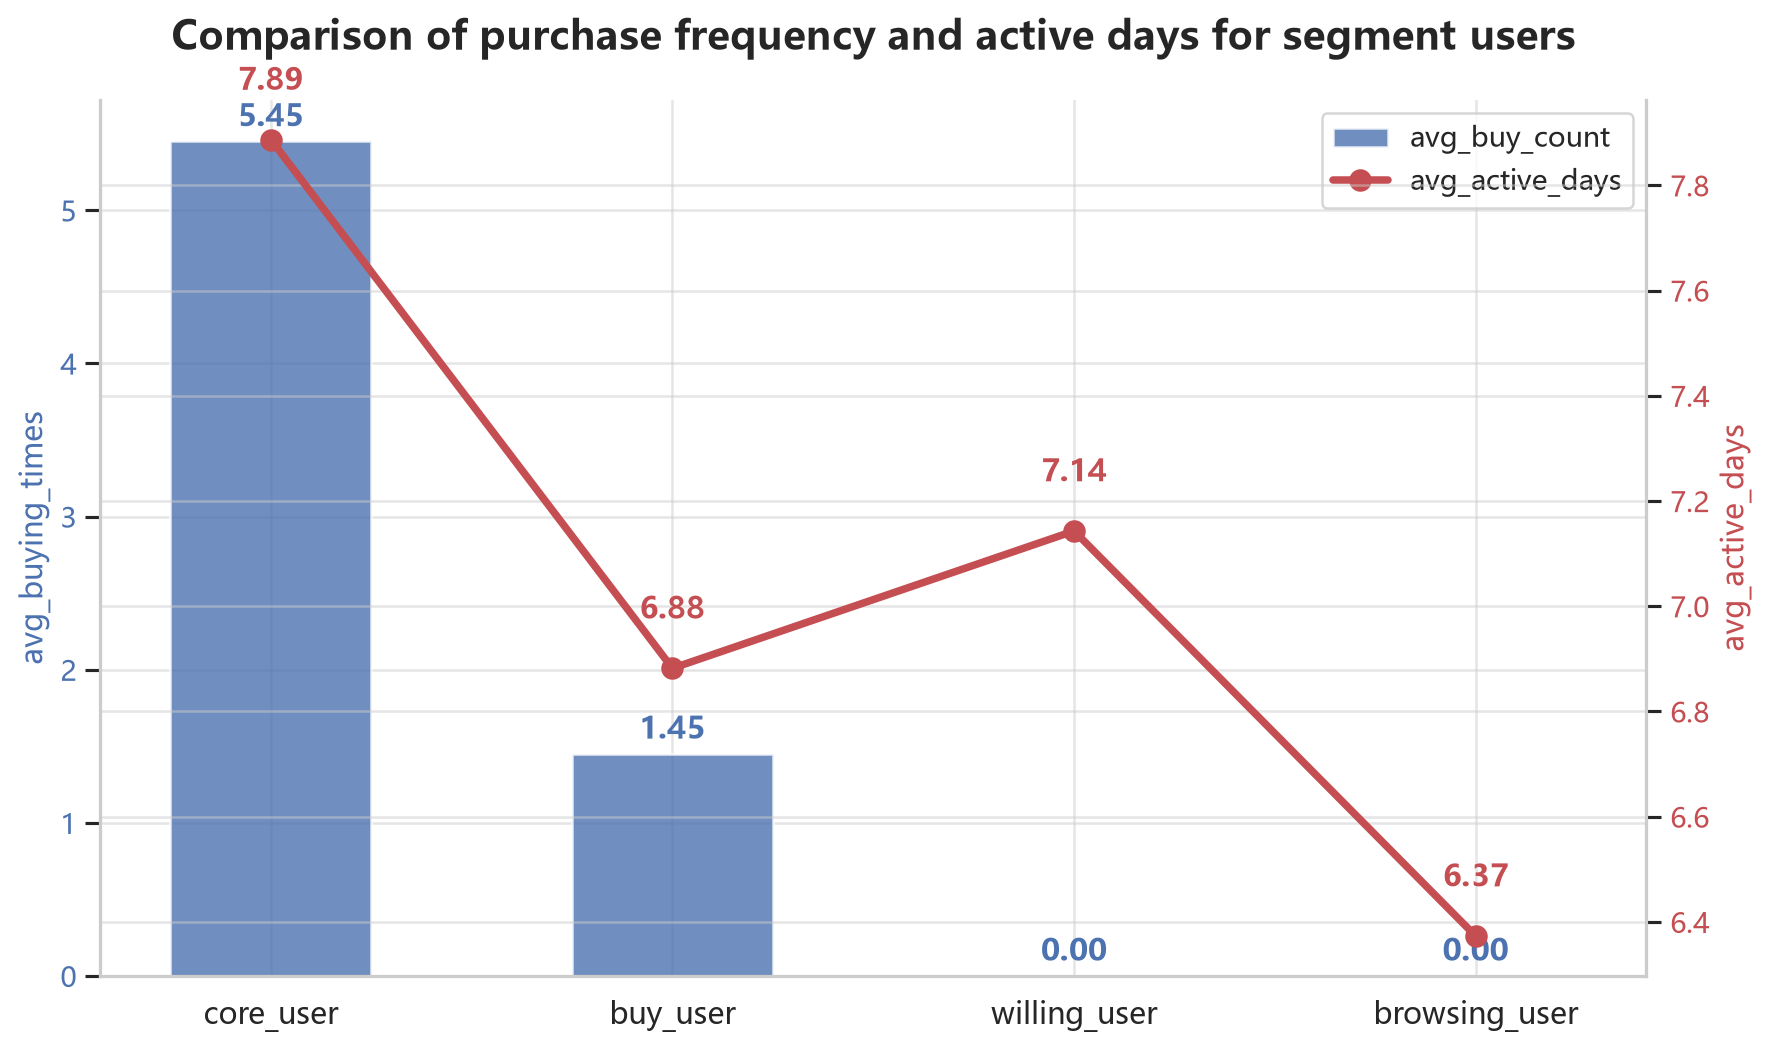 Comparison of purchase frequency and active days for segment users
7.89
5.45
avg_buy_count
avg_active_days
7.8
5
7.6
4
7.4
avg_buying_times
avg_active_days
7.14
7.2
3
6.88
7.0
2
1.45
6.8
1
6.6
6.37
6.4
0.00
0.00
0
core_user
buy_user
willing_user
browsing_user